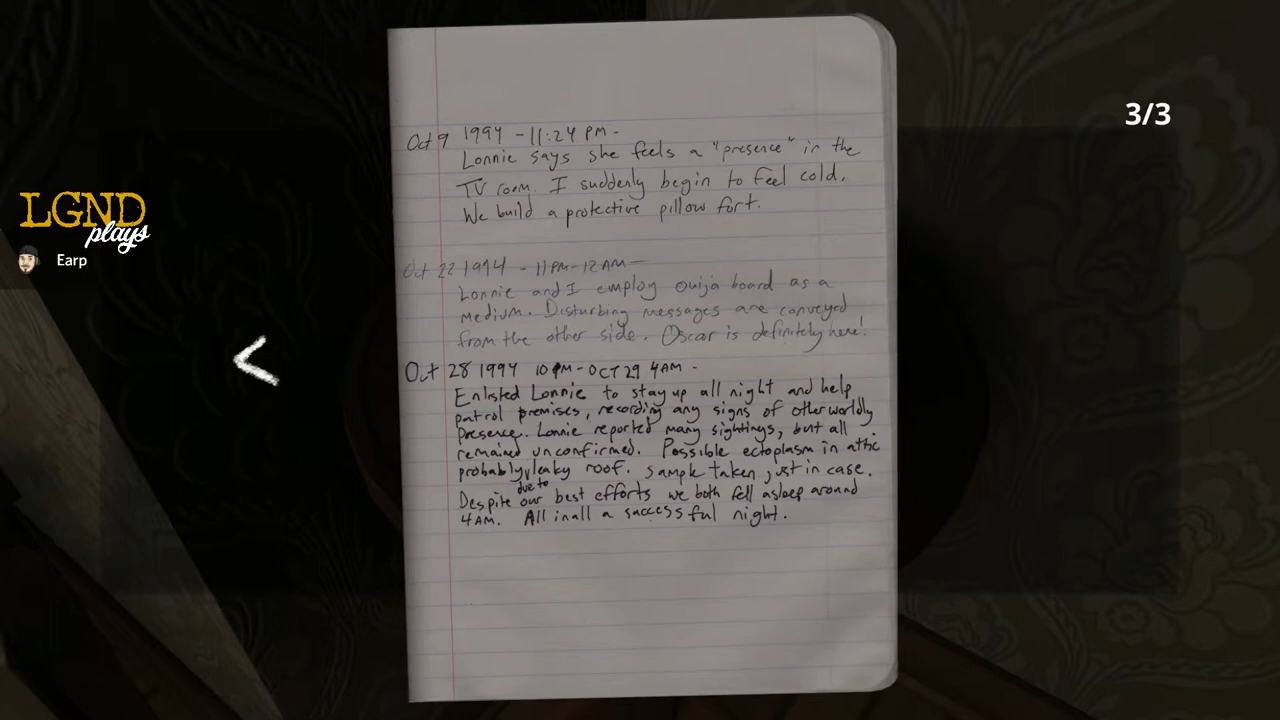 3/3
LGND
plays
Earp
<
Oct 9 1994 - 11:24 PM -
Lonnie says she feels a "presence" in the
TV room. I suddenly begin to feel cold.
We build a protective pillow fort.
Oct 22 1994 - 11PM-12AM -
Lonnie and I employ ouija board as a
medium. Disturbing messages are conveyed
from the other side. Oscar is definitely here!
Oct 28 1994 10PM - OCT 29 4AM -
Enlisted Lonnie to stay up all night and help
patrol premises, recording any signs of otherworldly
presence. Lonnie reported many sightings, but all
remained unconfirmed. Possible ectoplasm in attic
probably leaky roof. Sample taken just in case.
due to
Despite our best efforts we both fell asleep around
4AM. All in all a successful night.